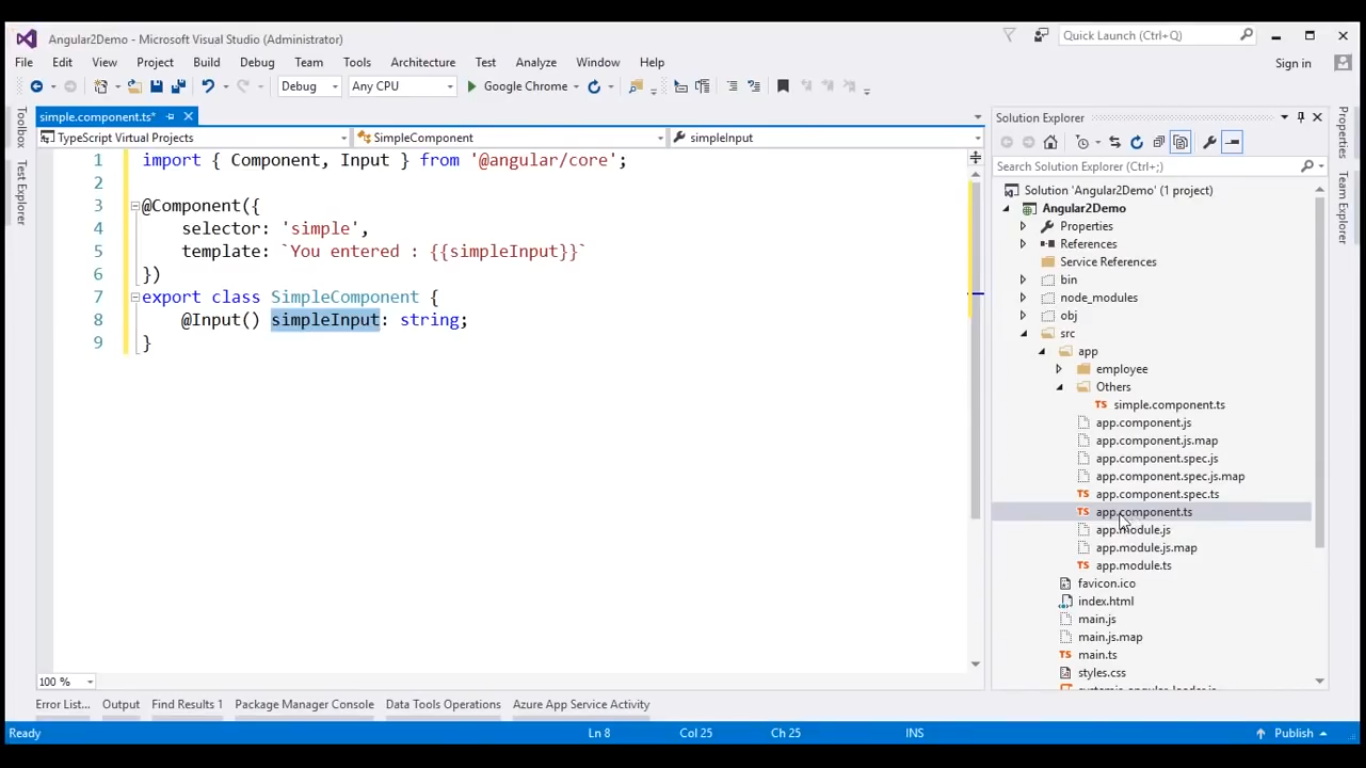 Angular2Demo - Microsoft Visual Studio (Administrator)
Quick Launch (Ctrl+Q)
File Edit View Project Build Debug Team Tools Architecture Test Analyze Window Help
Sign in
Debug Any CPU Google Chrome
Toolbox
Test Explorer
simple.component.ts*
TypeScript Virtual Projects SimpleComponent simpleInput
1 import { Component, Input } from '@angular/core';
2
3 @Component({
4 selector: 'simple',
5 template: `You entered : {{simpleInput}}`
6 })
7 export class SimpleComponent {
8 @Input() simpleInput: string;
9 }
100 %
Solution Explorer
Search Solution Explorer (Ctrl+;)
Solution 'Angular2Demo' (1 project)
Angular2Demo
Properties
References
Service References
bin
node_modules
obj
src
app
employee
Others
simple.component.ts
app.component.js
app.component.js.map
app.component.spec.js
app.component.spec.js.map
app.component.spec.ts
app.component.ts
app.module.js
app.module.js.map
app.module.ts
favicon.ico
index.html
main.js
main.js.map
main.ts
styles.css
Properties
Team Explorer
Error List... Output Find Results 1 Package Manager Console Data Tools Operations Azure App Service Activity
Ready Ln 8 Col 25 Ch 25 INS Publish